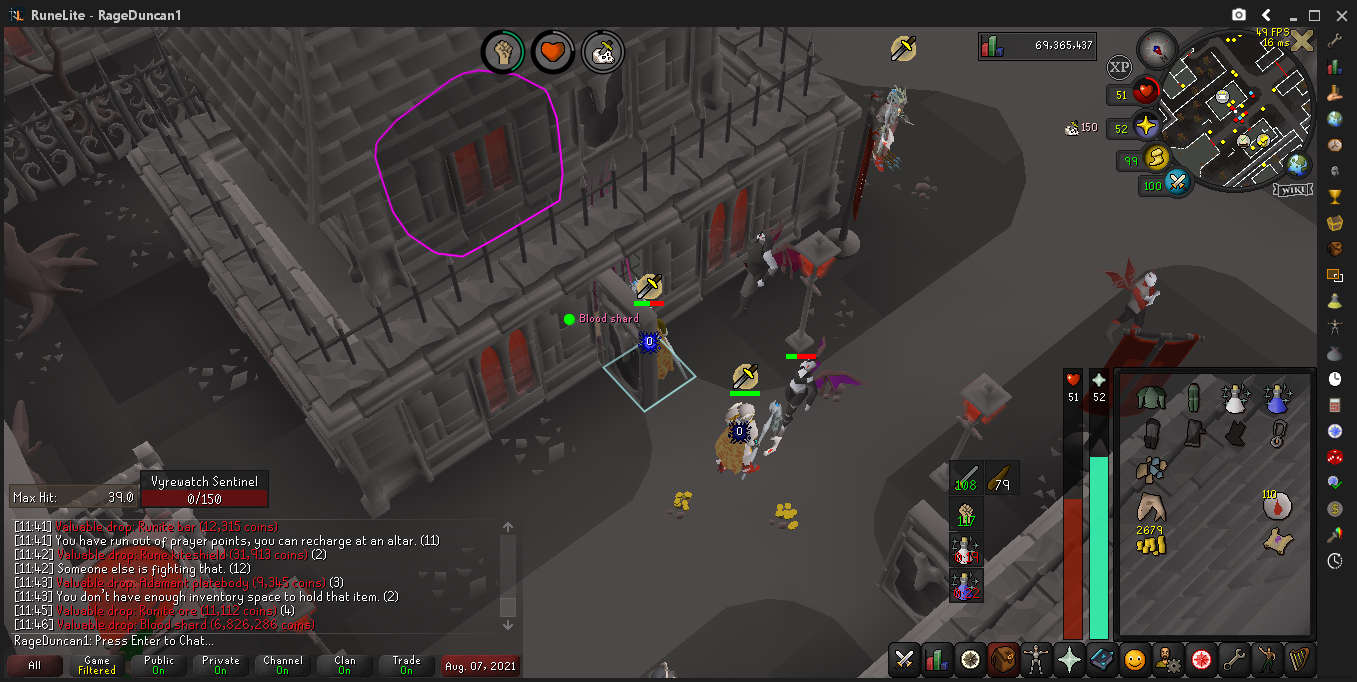 RuneLite - RageDuncan1
49 FPS
16 ms
69,365,437
XP
51
150
52
99
100
WIKI
Blood shard
0
0
51
52
108
79
117
110
2679
Vyrewatch Sentinel
Max Hit: 39.0
0/150
[11:41] Valuable drop: Runite bar (12,315 coins)
[11:41] You have run out of prayer points, you can recharge at an altar. (11)
[11:42] Valuable drop: Rune kiteshield (31,913 coins) (2)
[11:42] Someone else is fighting that. (12)
[11:43] Valuable drop: Adamant platebody (9,345 coins) (3)
[11:43] You don't have enough inventory space to hold that item. (2)
[11:45] Valuable drop: Runite ore (11,112 coins) (4)
[11:46] Valuable drop: Blood shard (6,826,286 coins)
RageDuncan1: Press Enter to Chat...
All
Game
Filtered
Public
On
Private
On
Channel
On
Clan
On
Trade
On
Aug. 07, 2021